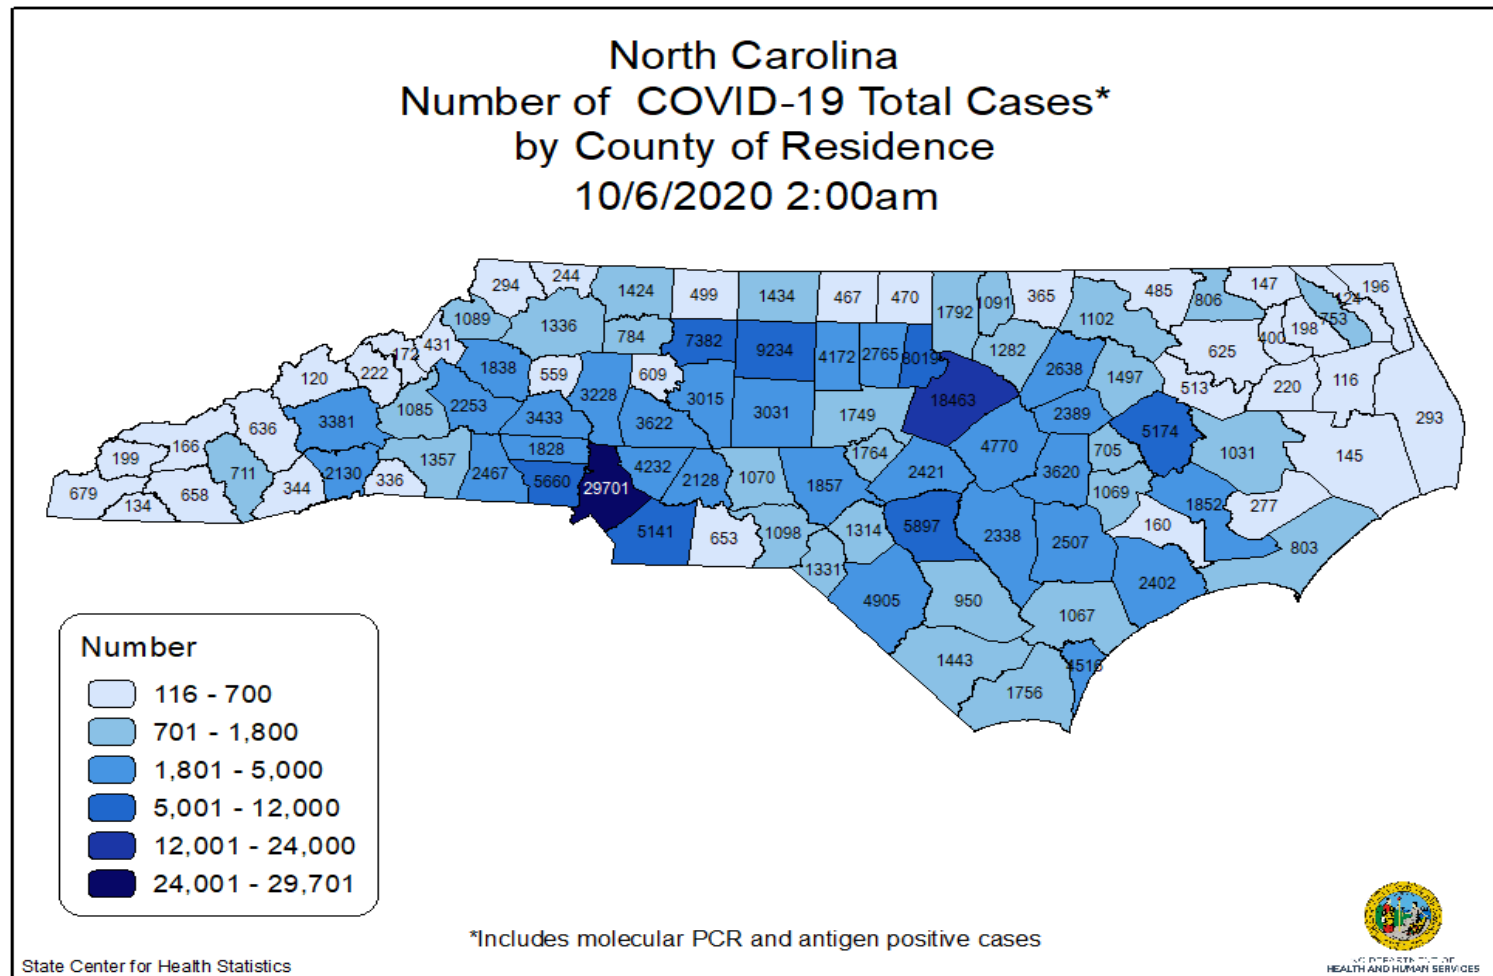 North Carolina
Number of COVID-19 Total Cases*
by County of Residence
10/6/2020 2:00am
294 244 1424 499 1434 467 470 1792 1091 365 1102 485 806 147 196
1089 1336 784 7382 9234 4172 2765 8019 1282 2638 1497 625 400 198 753
120 222 172 431 1838 559 3228 609 3015 3031 1749 18463 2389 513 220 116 293
636 3381 1085 2253 3433 3622 4770 705 5174 1031 145
199 166 711 2130 1357 2467 1828 29701 4232 2128 1070 1857 1764 2421 3620 1069 1852 277
679 134 658 344 336 5660 5141 653 1098 1314 5897 2338 2507 160 803
1331 4905 950 1067 2402
1443 1756 4516
Number
116 - 700
701 - 1,800
1,801 - 5,000
5,001 - 12,000
12,001 - 24,000
24,001 - 29,701
*Includes molecular PCR and antigen positive cases
State Center for Health Statistics
HEALTH AND HUMAN SERVICES